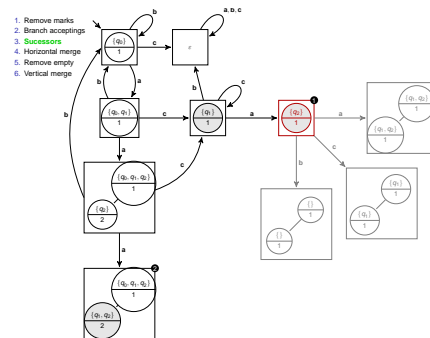 1. Remove marks
2. Branch acceptings
3. Sucessors
4. Horizontal merge
5. Remove empty
6. Vertical merge
b
a, b, c
{q₀}
1
c
ε
b
a
b
c
{q₀, q₁}
1
c
b
{q₁}
1
a
1
{q₂}
1
a
{q₁, q₂}
1
{q₁, q₂}
1
a
c
b
c
{q₀, q₁, q₂}
1
{q₂}
2
{q₁}
1
{q₁}
1
{}
1
{}
1
a
2
{q₀, q₁, q₂}
1
{q₁, q₂}
2